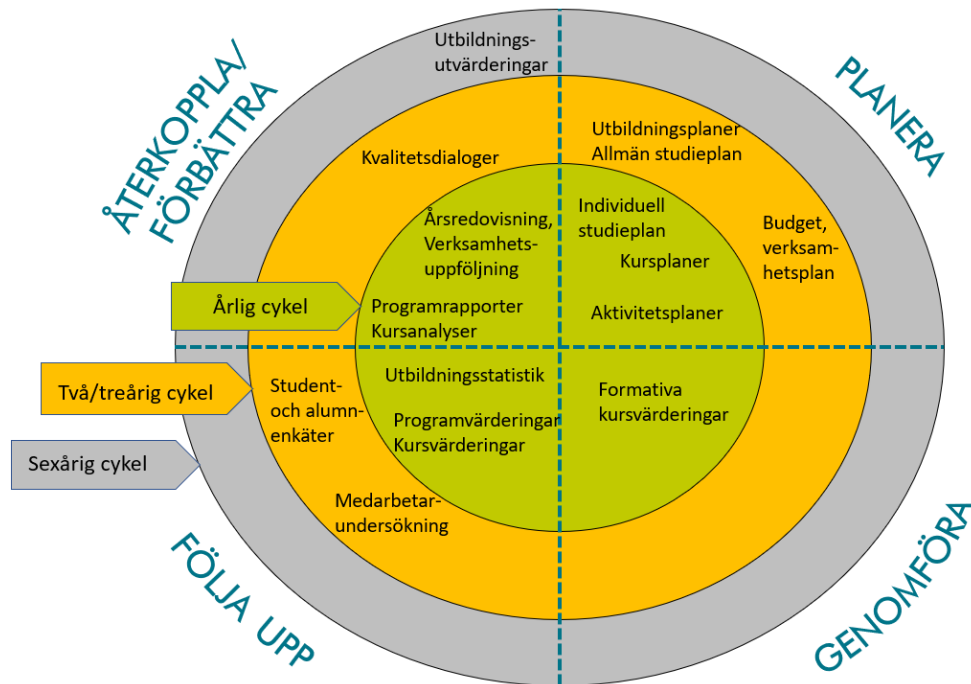 Utbildnings-
utvärderingar
ÅTERKOPPLA/
FÖRBÄTTRA
PLANERA
Kvalitetsdialoger
Utbildningsplaner
Allmän studieplan
Årsredovisning,
Verksamhets-
uppföljning
Individuell
studieplan
Kursplaner
Budget,
verksam-
hetsplan
Årlig cykel
Programrapporter
Kursanalyser
Aktivitetsplaner
Två/treårig cykel
Student-
och alumn-
enkäter
Utbildningsstatistik
Programvärderingar
Kursvärderingar
Formativa
kursvärderingar
Sexårig cykel
Medarbetar-
undersökning
FÖLJA UPP
GENOMFÖRA